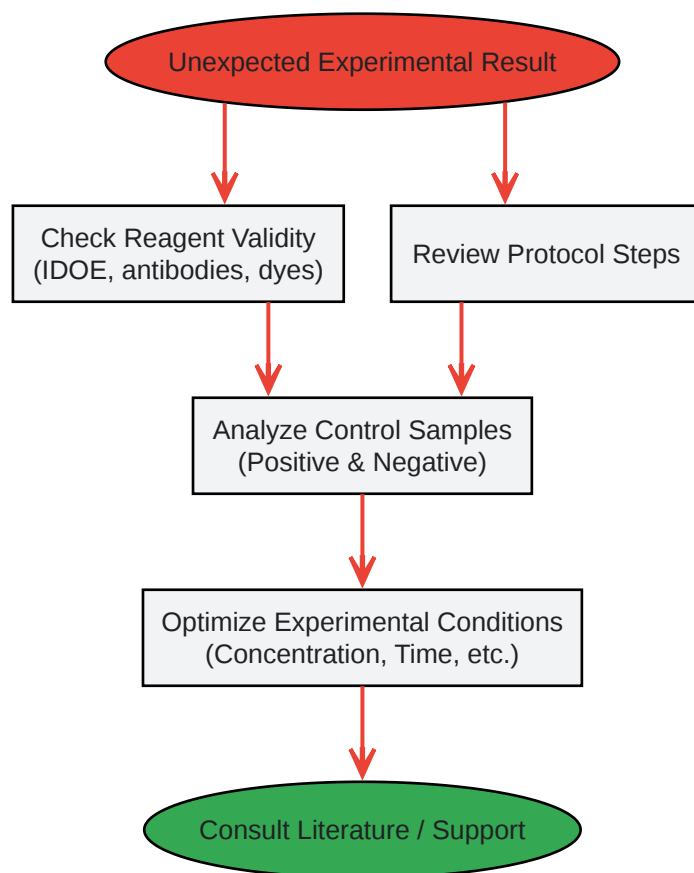 Unexpected Experimental Result
Check Reagent Validity
(IDOE, antibodies, dyes)
Review Protocol Steps
Analyze Control Samples
(Positive & Negative)
Optimize Experimental Conditions
(Concentration, Time, etc.)
Consult Literature / Support